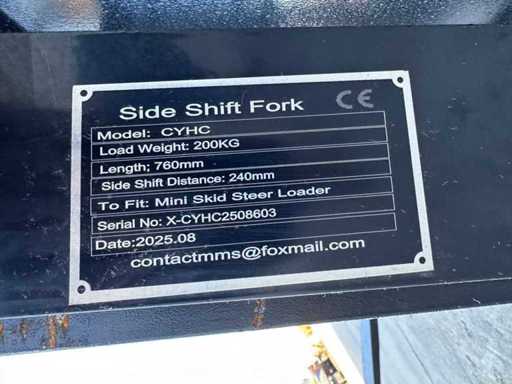 Side Shift Fork CE
Model: CYHC
Load Weight: 200KG
Length; 760mm
Side Shift Distance: 240mm
To Fit: Mini Skid Steer Loader
Serial No: X-CYHC2508603
Date:2025.08
contactmms@foxmail.com